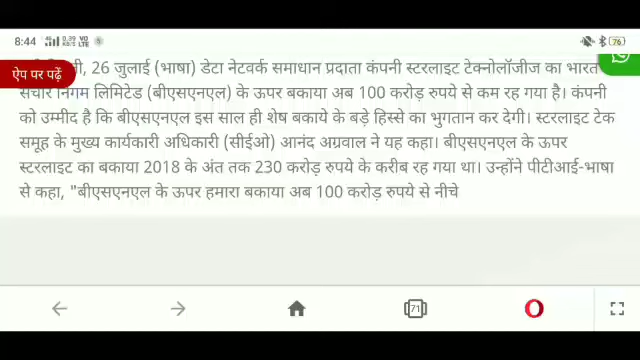 8:44
VO LTE
76
ऐप पर पढ़ें
26 जुलाई (भाषा) डेटा नेटवर्क समाधान प्रदाता कंपनी स्टरलाइट टेक्नोलॉजीज का भारत
संचार निगम लिमिटेड (बीएसएनएल) के ऊपर बकाया अब 100 करोड़ रुपये से कम रह गया है। कंपनी
को उम्मीद है कि बीएसएनएल इस साल ही शेष बकाये के बड़े हिस्से का भुगतान कर देगी। स्टरलाइट टेक
समूह के मुख्य कार्यकारी अधिकारी (सीईओ) आनंद अग्रवाल ने यह कहा। बीएसएनएल के ऊपर
स्टरलाइट का बकाया 2018 के अंत तक 230 करोड़ रुपये के करीब रह गया था। उन्होंने पीटीआई-भाषा
से कहा, "बीएसएनएल के ऊपर हमारा बकाया अब 100 करोड़ रुपये से नीचे
71